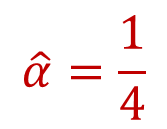 α̂ = 1/4